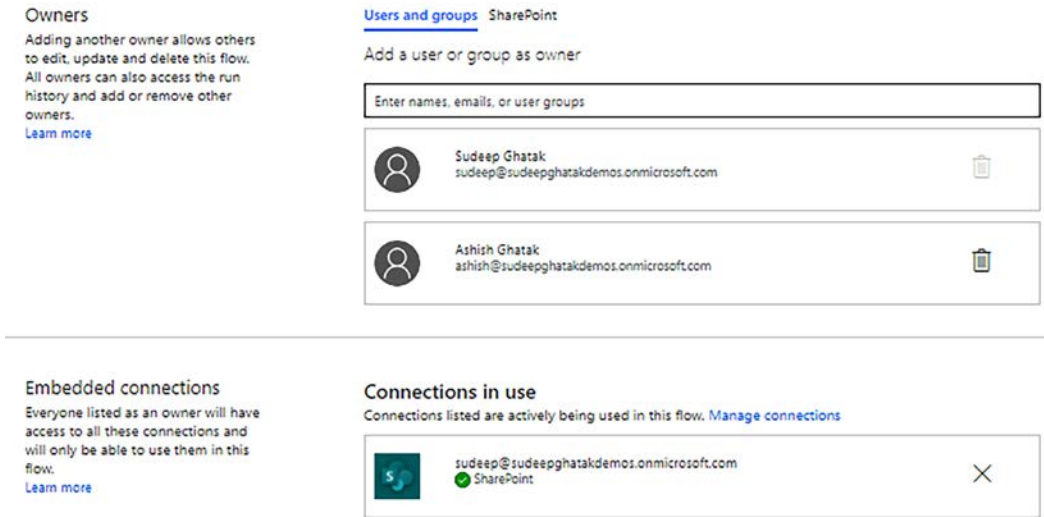 Owners
Adding another owner allows others
to edit, update and delete this flow.
All owners can also access the run
history and add or remove other
owners.
Learn more
Users and groups SharePoint
Add a user or group as owner
Enter names, emails, or user groups
Sudeep Ghatak
sudeep@sudeepghatakdemos.onmicrosoft.com
Ashish Ghatak
ashish@sudeepghatakdemos.onmicrosoft.com
Embedded connections
Everyone listed as an owner will have
access to all these connections and
will only be able to use them in this
flow.
Learn more
Connections in use
Connections listed are actively being used in this flow. Manage connections
S
sudeep@sudeepghatakdemos.onmicrosoft.com
SharePoint